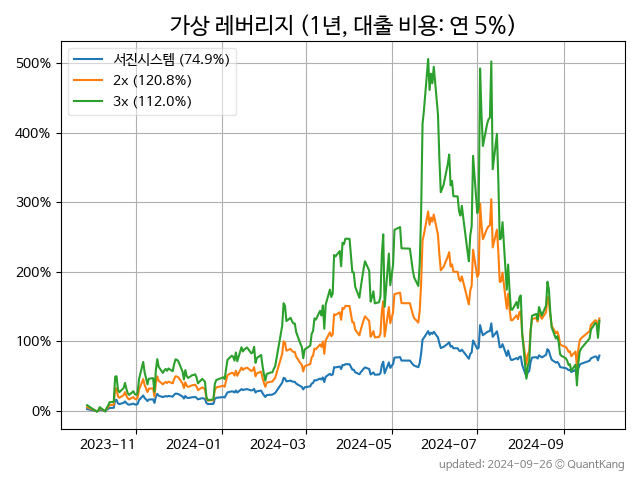 가상 레버리지 (1년, 대출 비용: 연 5%)
서진시스템 (74.9%)
2x (120.8%)
3x (112.0%)
500%
400%
300%
200%
100%
0%
2023-11
2024-01
2024-03
2024-05
2024-07
2024-09
updated: 2024-09-26 © QuantKang